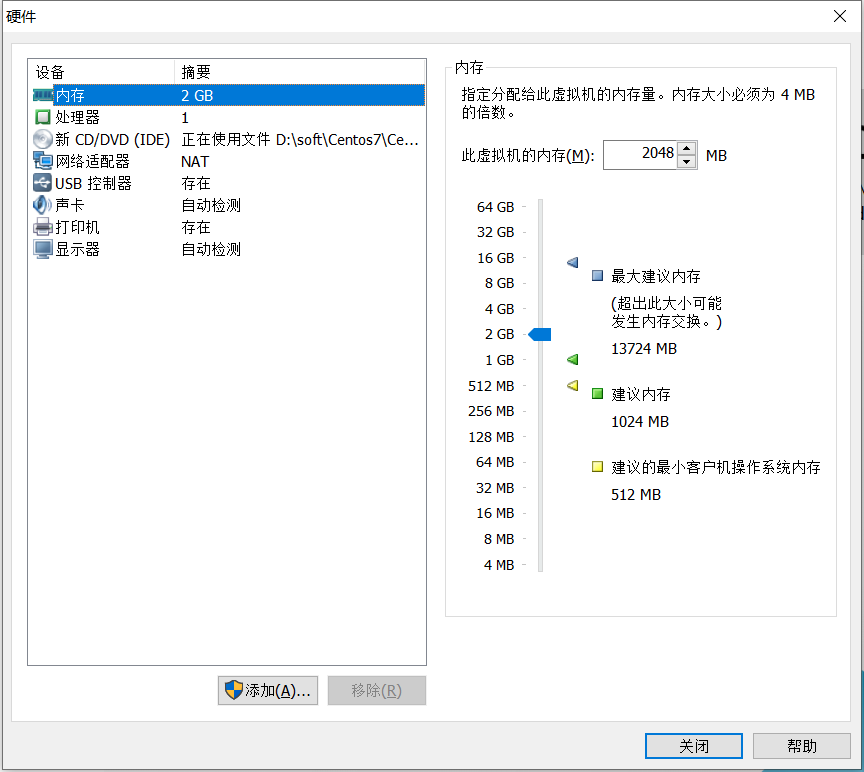 硬件
设备 摘要
内存 2 GB
处理器 1
新 CD/DVD (IDE) 正在使用文件 D:\soft\Centos7\Ce...
网络适配器 NAT
USB 控制器 存在
声卡 自动检测
打印机 存在
显示器 自动检测
添加(A)...
移除(R)
内存
指定分配给此虚拟机的内存量。内存大小必须为 4 MB
的倍数。
此虚拟机的内存(M): 2048 MB
64 GB
32 GB
16 GB
8 GB
4 GB
2 GB
1 GB
512 MB
256 MB
128 MB
64 MB
32 MB
16 MB
8 MB
4 MB
最大建议内存
(超出此大小可能
发生内存交换。)
13724 MB
建议内存
1024 MB
建议的最小客户机操作系统内存
512 MB
关闭
帮助